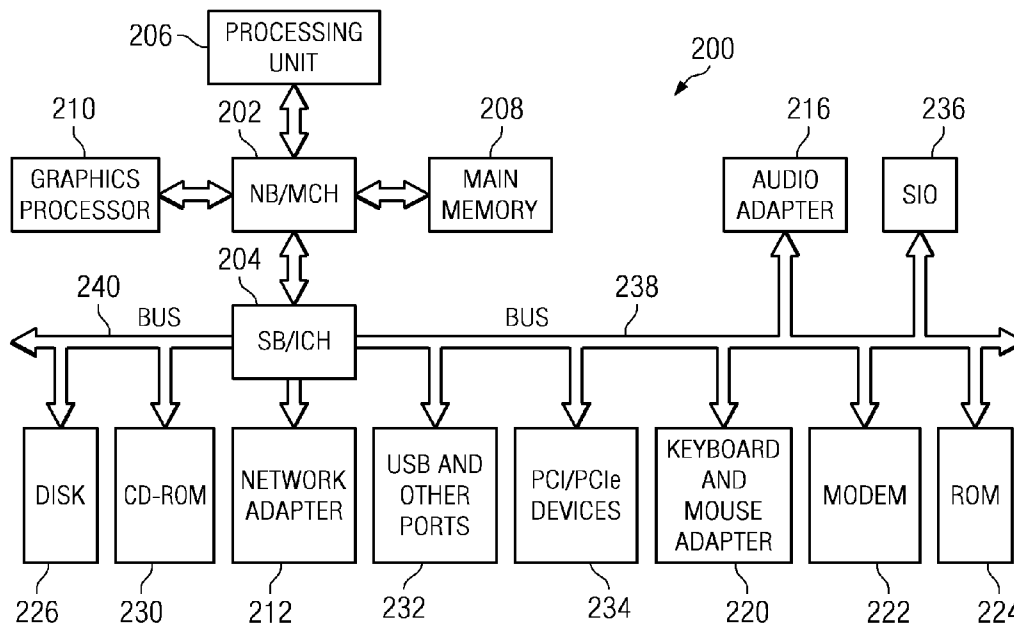 206
PROCESSING
UNIT
200
210
202
208
216
236
GRAPHICS
PROCESSOR
NB/MCH
MAIN
MEMORY
AUDIO
ADAPTER
SIO
204
240
BUS
SB/ICH
BUS
238
DISK
CD-ROM
NETWORK
ADAPTER
USB AND
OTHER
PORTS
PCI/PCIe
DEVICES
KEYBOARD
AND
MOUSE
ADAPTER
MODEM
ROM
226
230
212
232
234
220
222
224